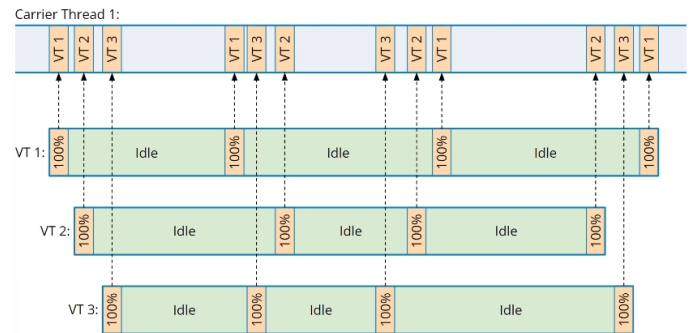 Carrier Thread 1:
VT 1 VT 2 VT 3 VT 1 VT 3 VT 2 VT 3 VT 2 VT 1 VT 2 VT 3 VT 1
VT 1: 100% Idle 100% Idle 100% Idle 100%
VT 2: 100% Idle 100% Idle 100% Idle 100%
VT 3: 100% Idle 100% Idle 100% Idle 100%